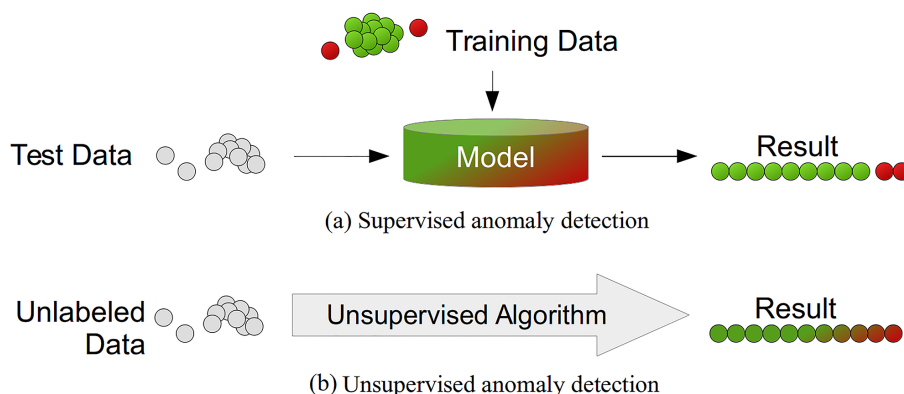 Training Data
Test Data
Model
Result
(a) Supervised anomaly detection
Unlabeled
Data
Unsupervised Algorithm
Result
(b) Unsupervised anomaly detection